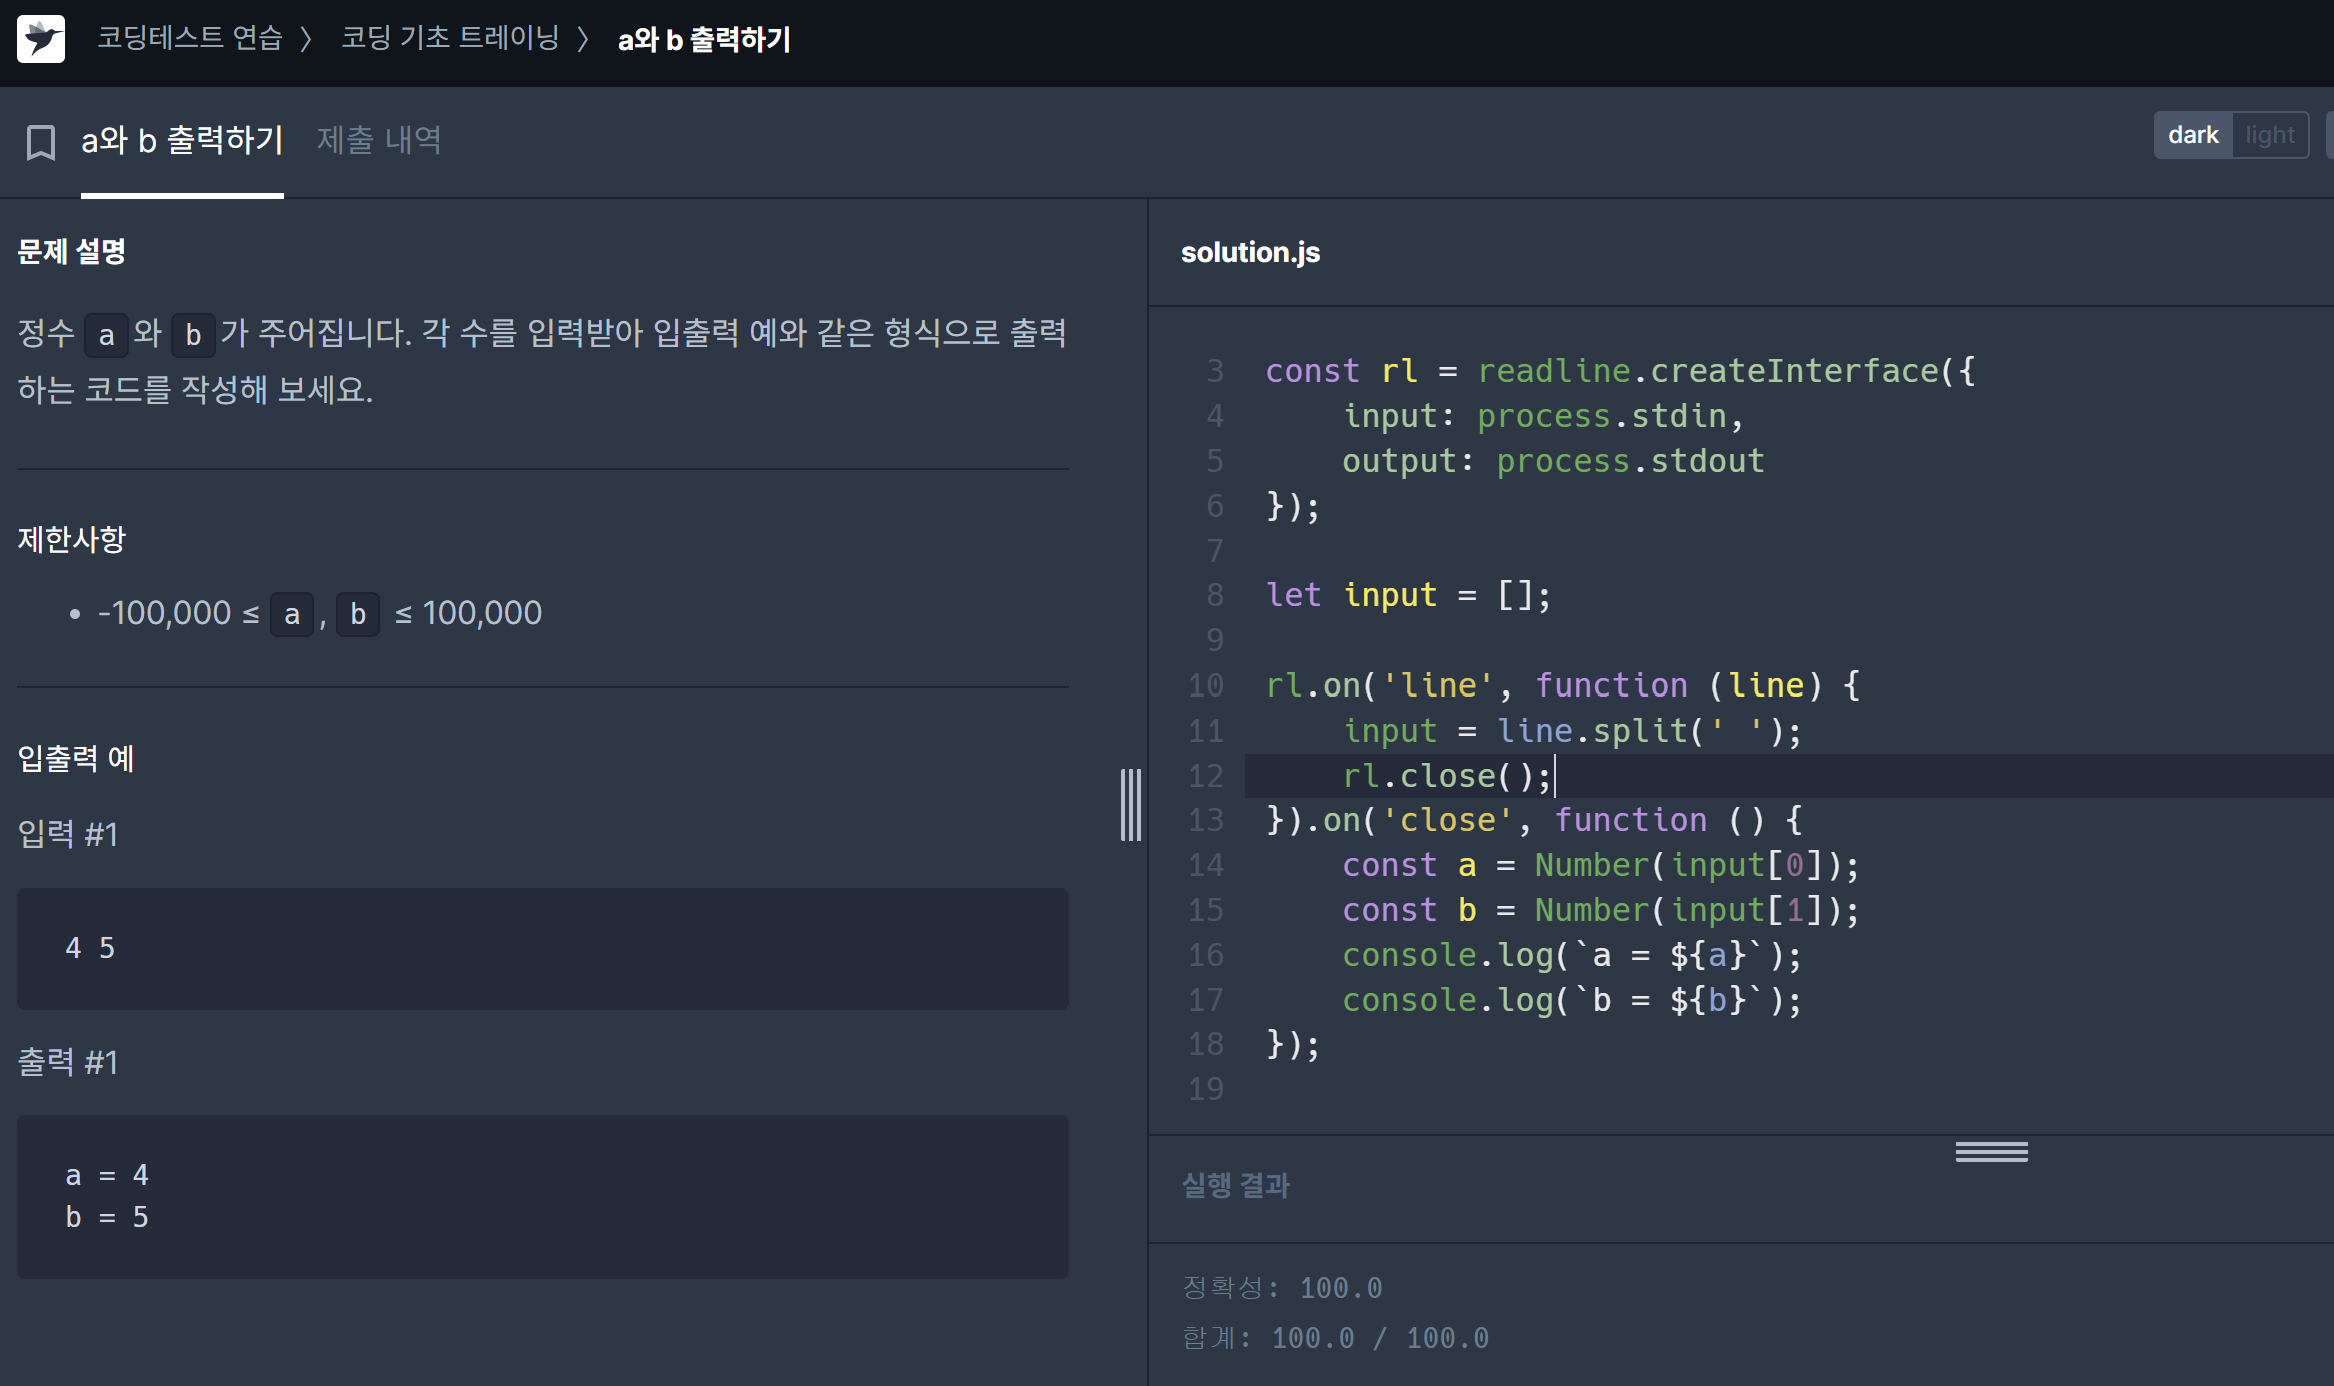 코딩테스트 연습 〉 코딩 기초 트레이닝 〉 a와 b 출력하기
a와 b 출력하기 제출 내역
dark light
문제 설명
정수 a와 b가 주어집니다. 각 수를 입력받아 입출력 예와 같은 형식으로 출력
하는 코드를 작성해 보세요.
제한사항
• -100,000 ≤ a, b ≤ 100,000
입출력 예
입력 #1
4 5
출력 #1
a = 4
b = 5
solution.js
3 const rl = readline.createInterface({
4     input: process.stdin,
5     output: process.stdout
6 });
7
8 let input = [];
9
10 rl.on('line', function (line) {
11     input = line.split(' ');
12     rl.close();
13 }).on('close', function () {
14     const a = Number(input[0]);
15     const b = Number(input[1]);
16     console.log(`a = ${a}`);
17     console.log(`b = ${b}`);
18 });
19
실행 결과
정확성: 100.0
합계: 100.0 / 100.0